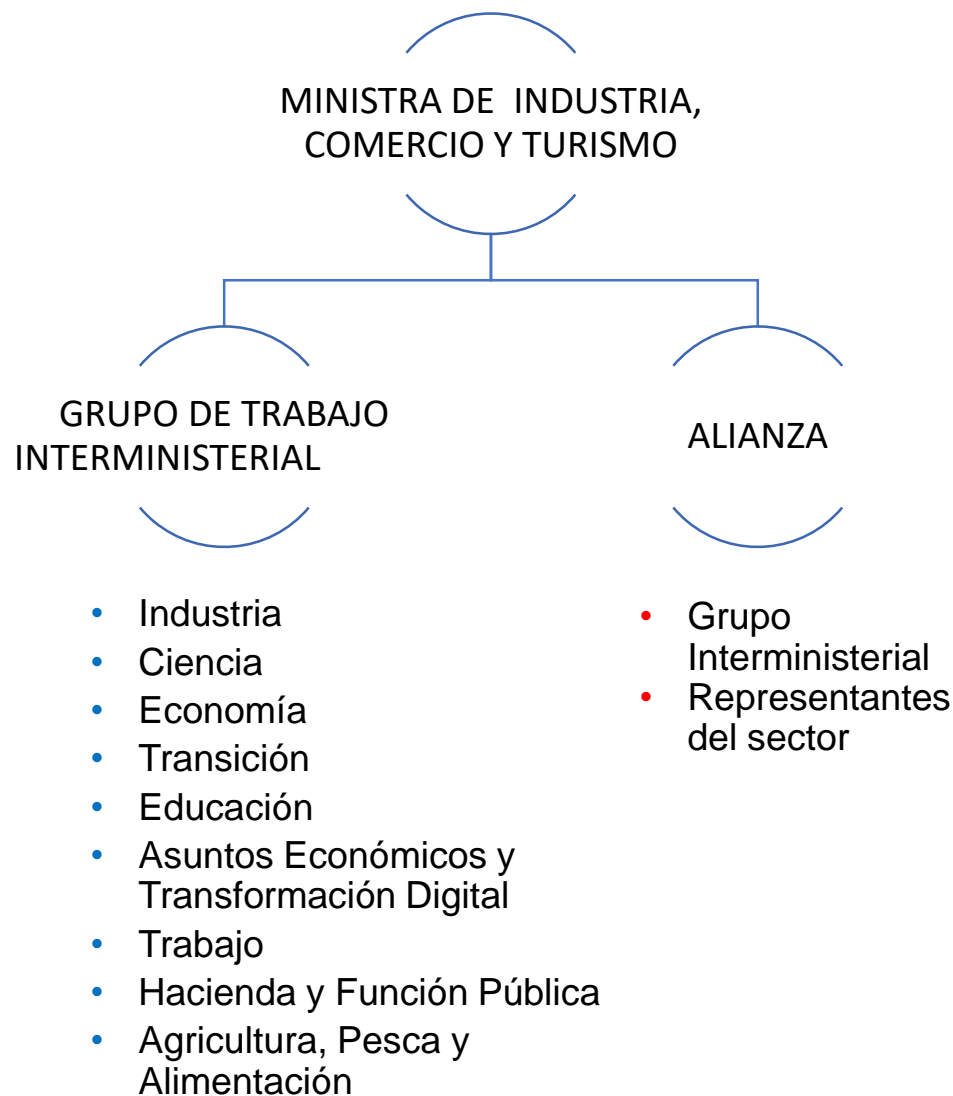 MINISTRA DE INDUSTRIA,
COMERCIO Y TURISMO
GRUPO DE TRABAJO
INTERMINISTERIAL
ALIANZA
• Industria
• Ciencia
• Economía
• Transición
• Educación
• Asuntos Económicos y
Transformación Digital
• Trabajo
• Hacienda y Función Pública
• Agricultura, Pesca y
Alimentación
• Grupo
Interministerial
• Representantes
del sector